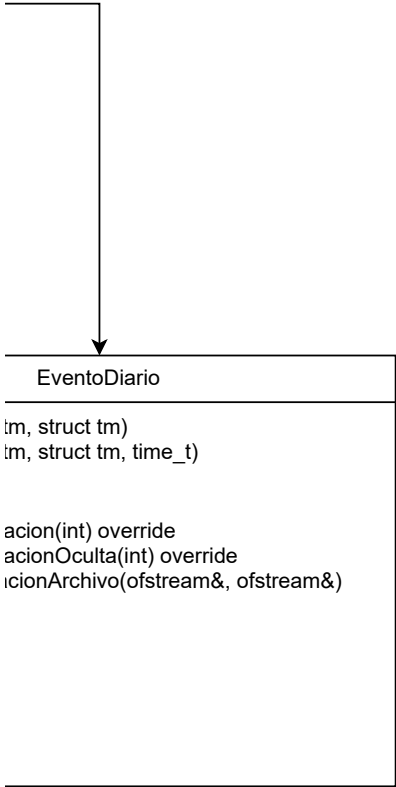 EventoDiario
tm, struct tm)
tm, struct tm, time_t)
acion(int) override
acionOculta(int) override
acionArchivo(ofstream&, ofstream&)